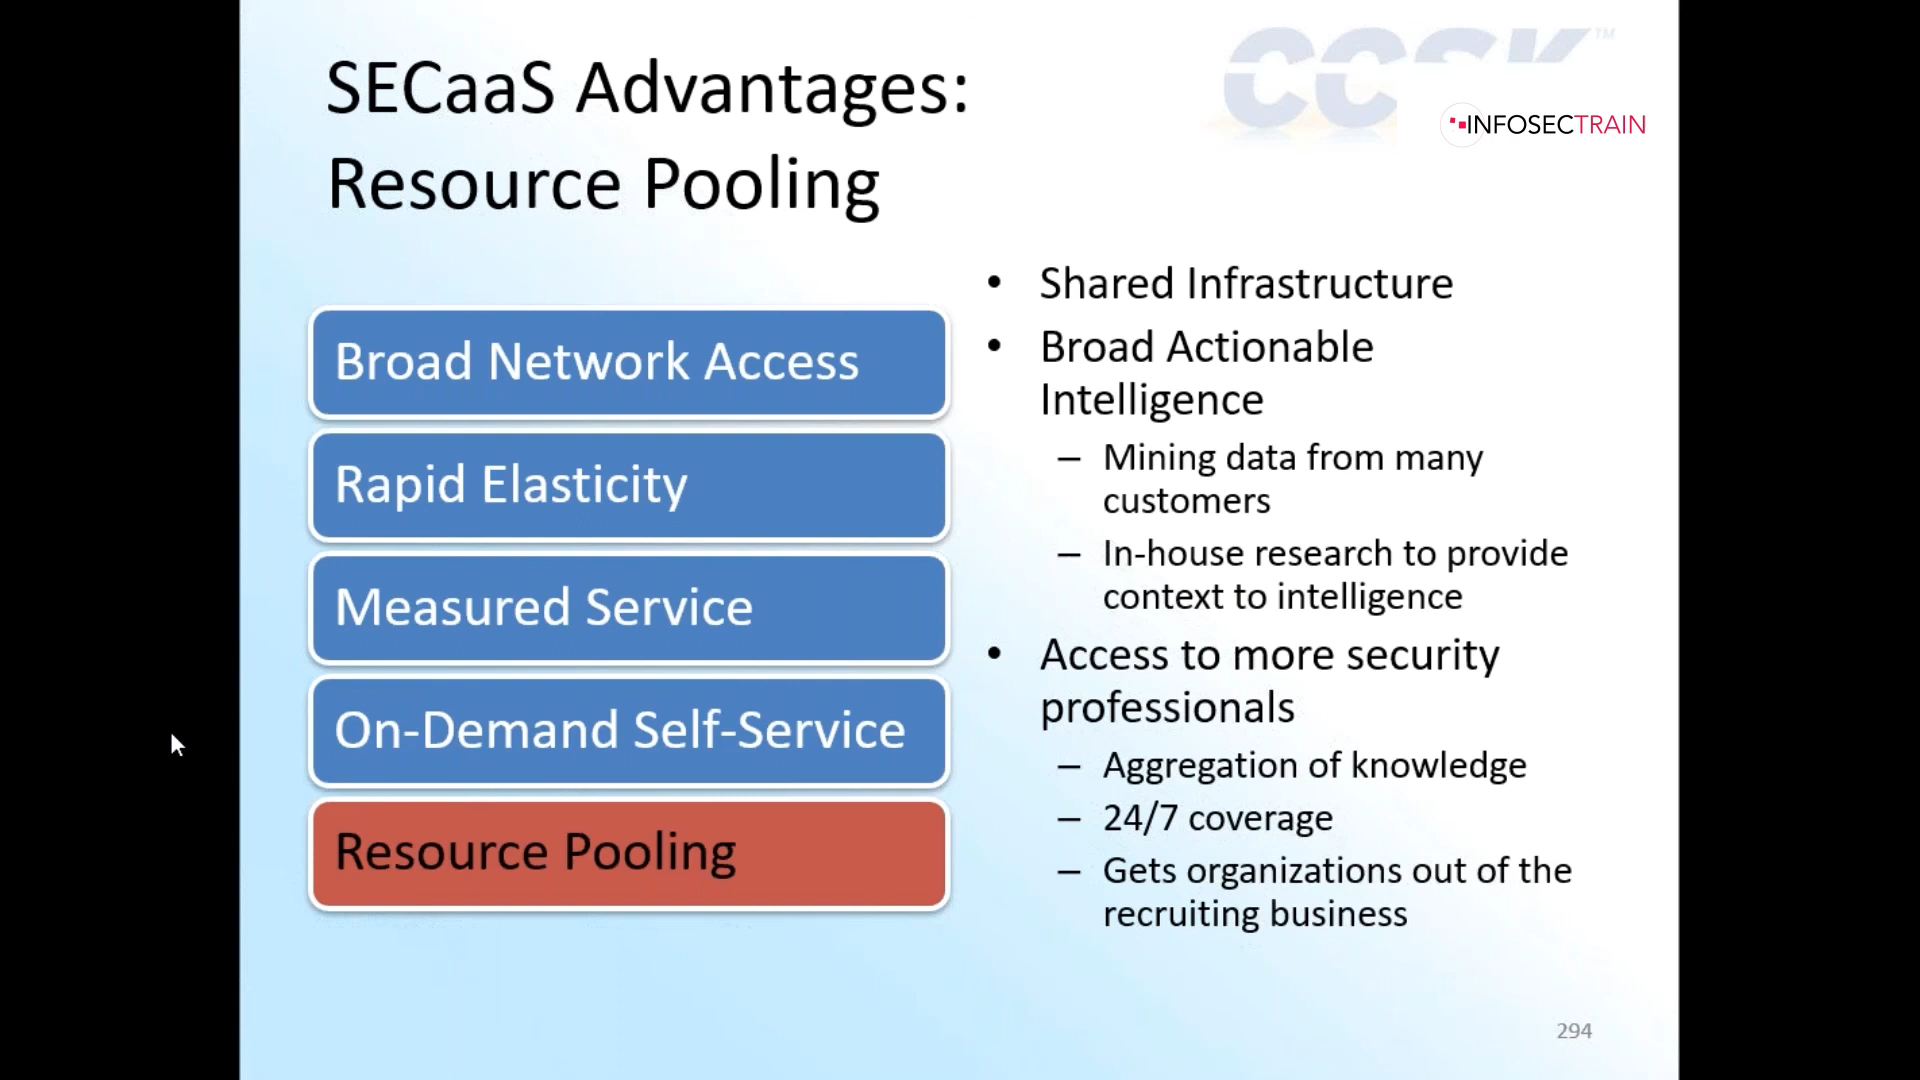 SECaaS Advantages:
Resource Pooling
CCSK™
INFOSECTRAIN
Broad Network Access
Rapid Elasticity
Measured Service
On-Demand Self-Service
Resource Pooling
• Shared Infrastructure
• Broad Actionable
Intelligence
– Mining data from many
customers
– In-house research to provide
context to intelligence
• Access to more security
professionals
– Aggregation of knowledge
– 24/7 coverage
– Gets organizations out of the
recruiting business
294